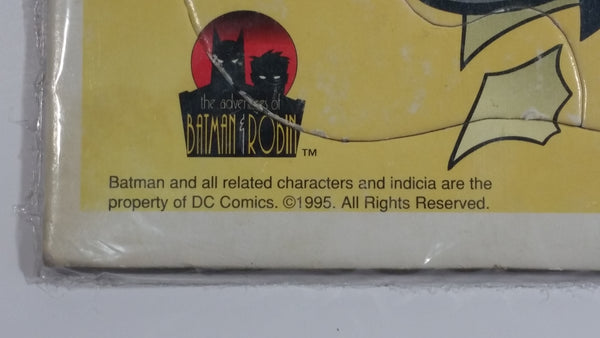 the adventures of
BATMAN & ROBIN
TM
Batman and all related characters and indicia are the
property of DC Comics. ©1995. All Rights Reserved.